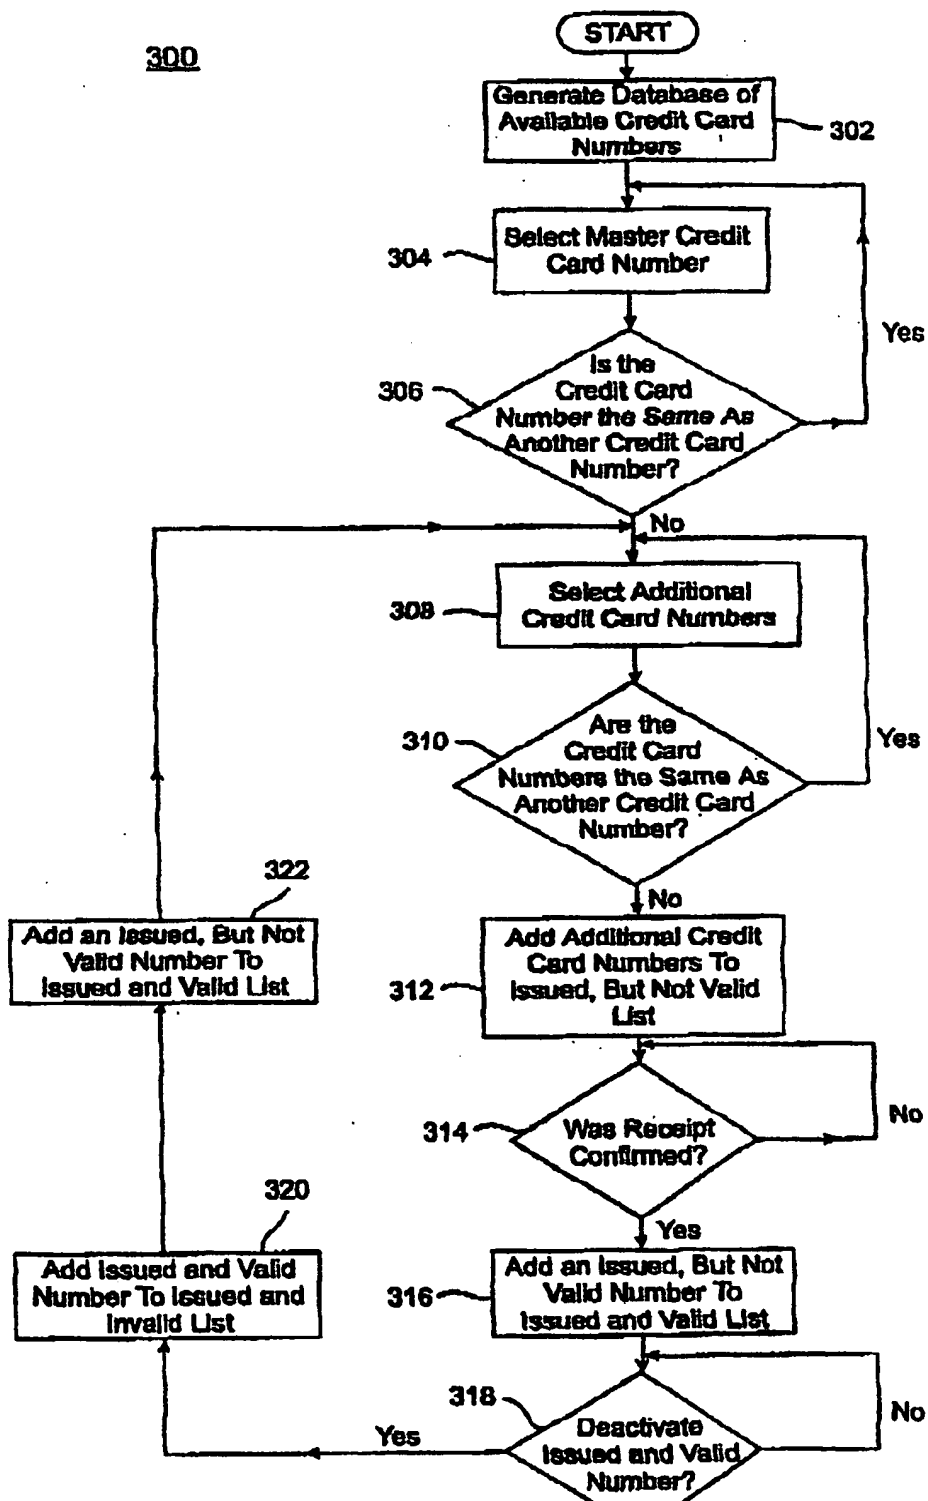 300
START
Generate Database of
Available Credit Card
Numbers
302
Select Master Credit
Card Number
304
Yes
Is the
Credit Card
Number the Same As
Another Credit Card
Number?
306
No
Select Additional
Credit Card Numbers
308
Are the
Credit Card
Numbers the Same As
Another Credit Card
Number?
310
Yes
No
Add Additional Credit
Card Numbers To
Issued, But Not Valid
List
312
Was Receipt
Confirmed?
314
No
Yes
Add an Issued, But Not
Valid Number To
Issued and Valid List
316
Deactivate
Issued and Valid
Number?
318
No
Yes
Add Issued and Valid
Number To Issued and
Invalid List
320
Add an Issued, But Not
Valid Number To
Issued and Valid List
322